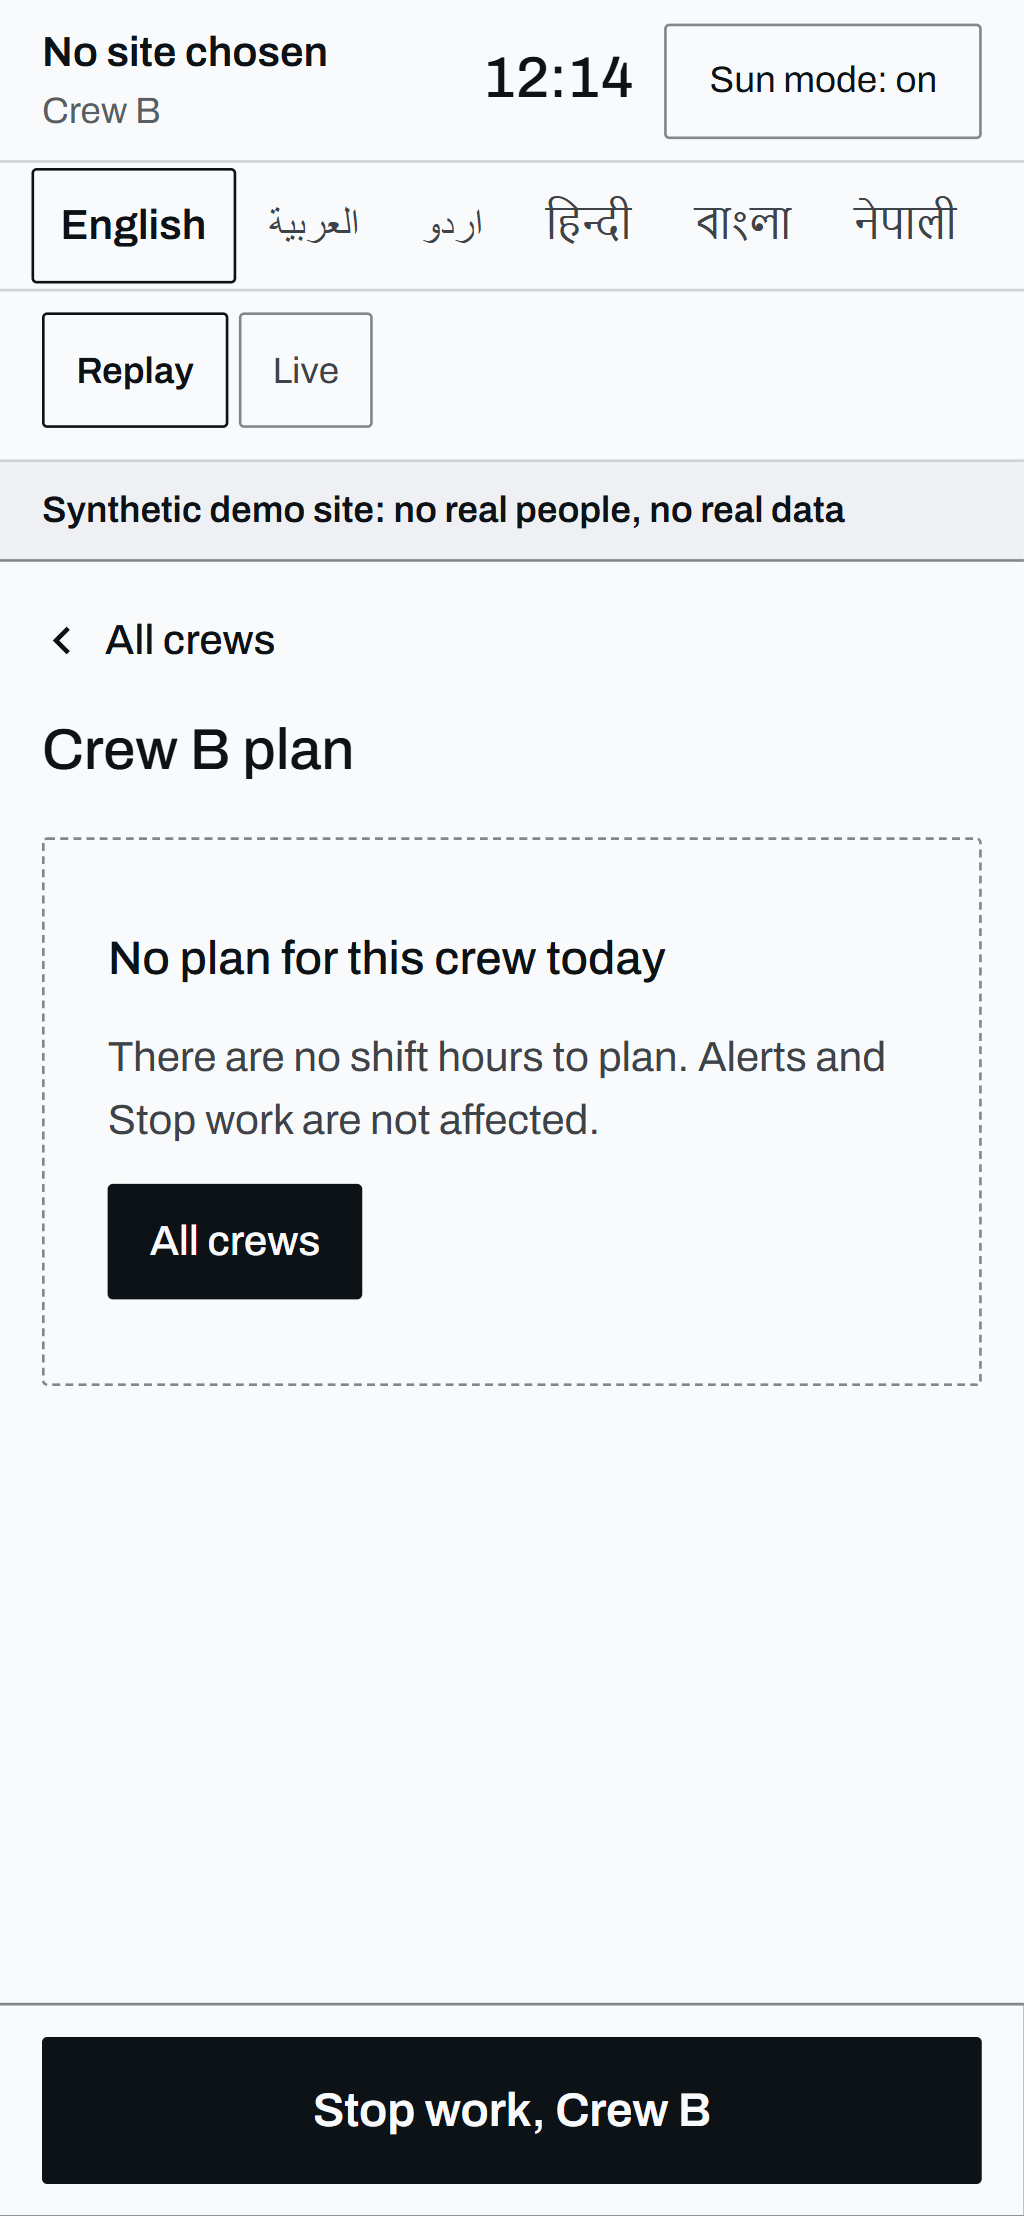 No site chosen
Crew B
12:14
Sun mode: on
English العربية اردو हिन्दी বাংলা नेपाली
Replay Live
Synthetic demo site: no real people, no real data
All crews
Crew B plan
No plan for this crew today
There are no shift hours to plan. Alerts and
Stop work are not affected.
All crews
Stop work, Crew B